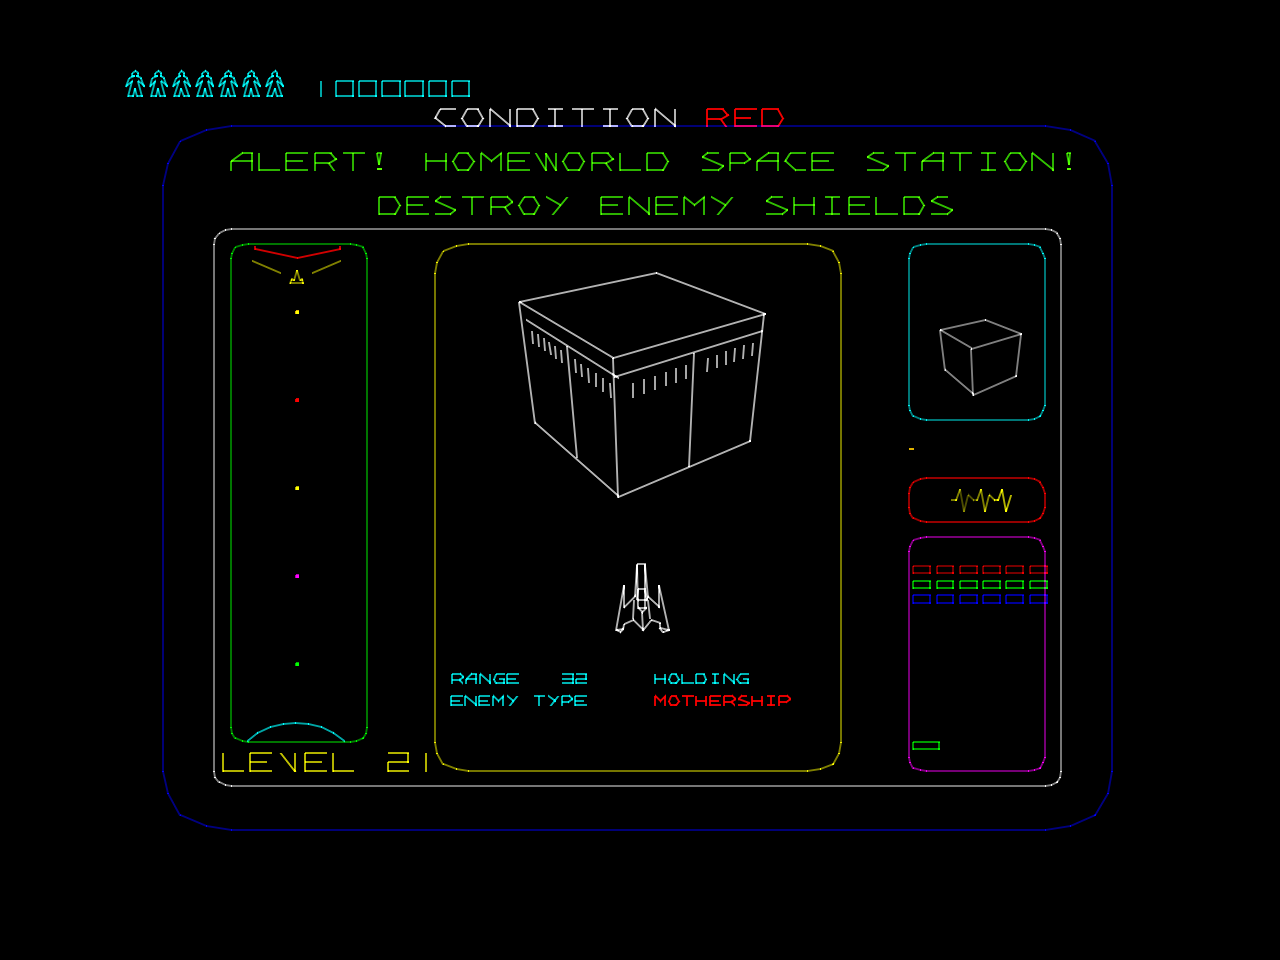 1000000
CONDITION RED
ALERT! HOMEWORLD SPACE STATION!
DESTROY ENEMY SHIELDS
RANGE 32 HOLDING
ENEMY TYPE MOTHERSHIP
LEVEL 21